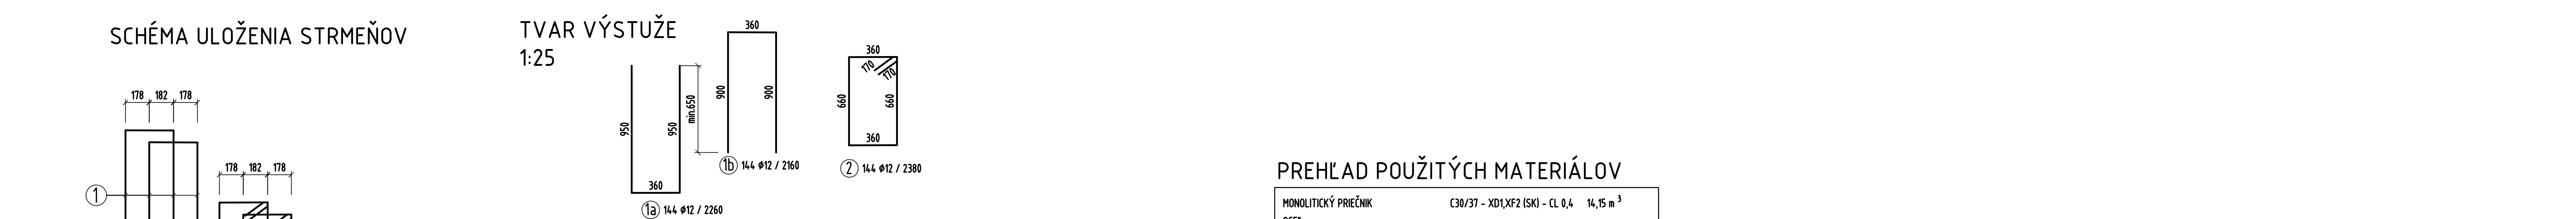 SCHÉMA ULOŽENIA STRMEŇOV
178 182 178
1
178 182 178
TVAR VÝSTUŽE
1:25
950
950
360
min.650
1a 144 ø12 / 2260
360
900
900
1b 144 ø12 / 2160
360
170
170
660
660
360
2 144 ø12 / 2380
PREHĽAD POUŽITÝCH MATERIÁLOV
MONOLITICKÝ PRIEČNIK C30/37 - XD1,XF2 (SK) - CL 0,4 14,15 m³